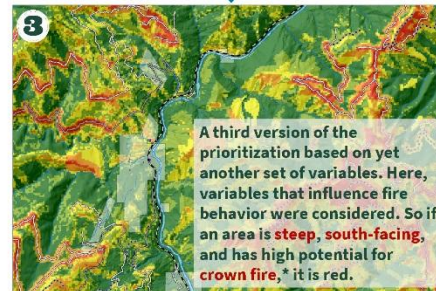 3
A third version of the
prioritization based on yet
another set of variables. Here,
variables that influence fire
behavior were considered. So if
an area is steep, south-facing,
and has high potential for
crown fire,* it is red.